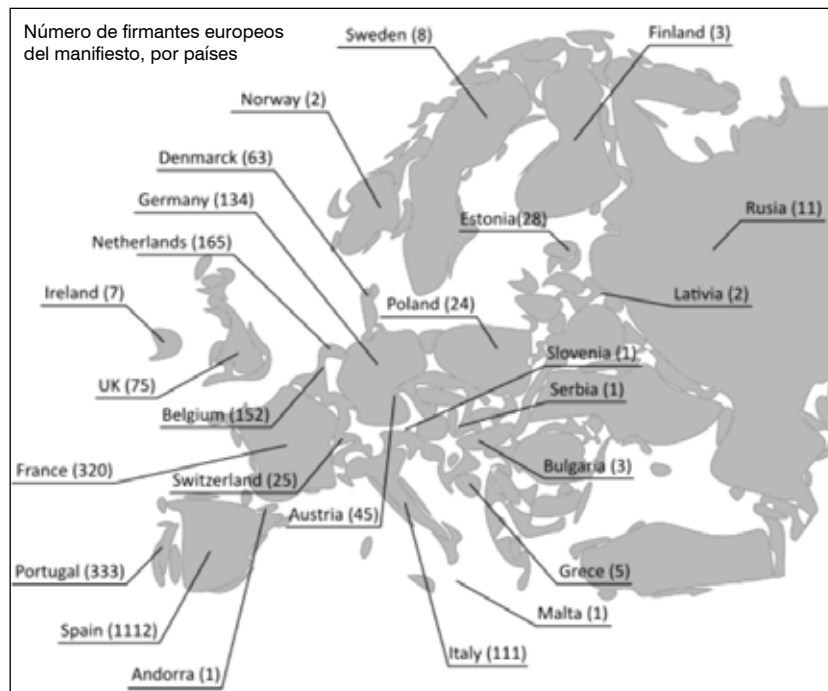 Número de firmantes europeos
del manifiesto, por países
Sweden (8)
Finland (3)
Norway (2)
Denmarck (63)
Germany (134)
Estonia(28)
Rusia (11)
Netherlands (165)
Ireland (7)
Poland (24)
Lativia (2)
Slovenia (1)
UK (75)
Serbia (1)
Belgium (152)
France (320)
Switzerland (25)
Bulgaria (3)
Austria (45)
Portugal (333)
Grece (5)
Malta (1)
Spain (1112)
Italy (111)
Andorra (1)